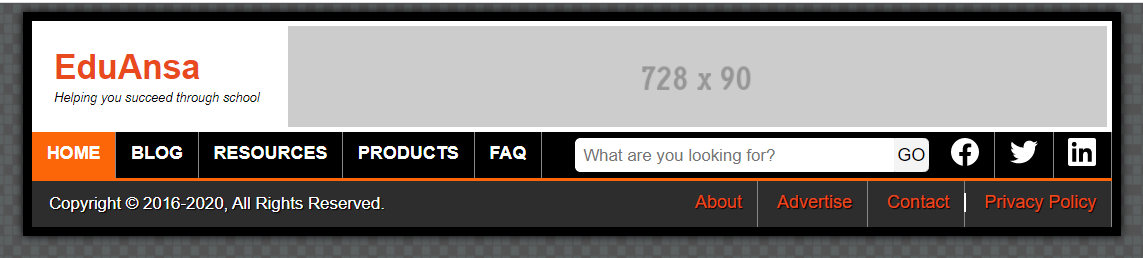 EduAnsa
Helping you succeed through school
728 x 90
HOME BLOG RESOURCES PRODUCTS FAQ What are you looking for? GO
Copyright © 2016-2020, All Rights Reserved. About Advertise Contact Privacy Policy